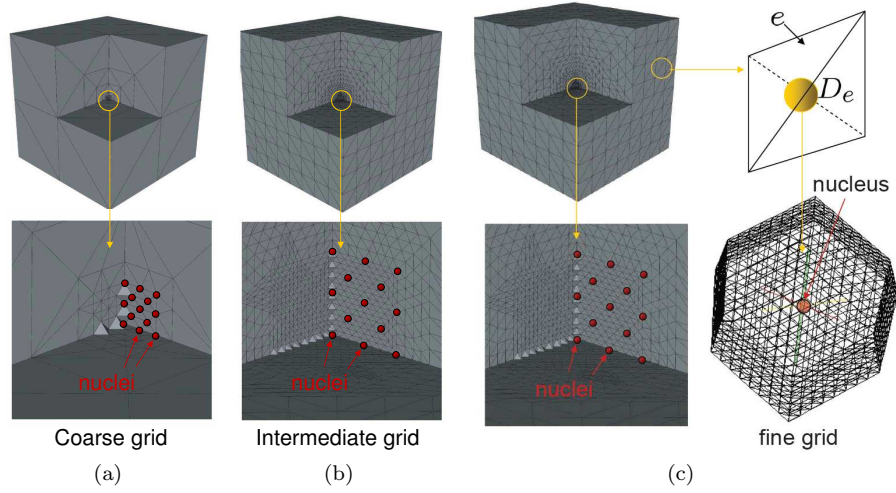 e
D_e
nucleus
nuclei
nuclei
nuclei
Coarse grid
Intermediate grid
fine grid
(a)
(b)
(c)